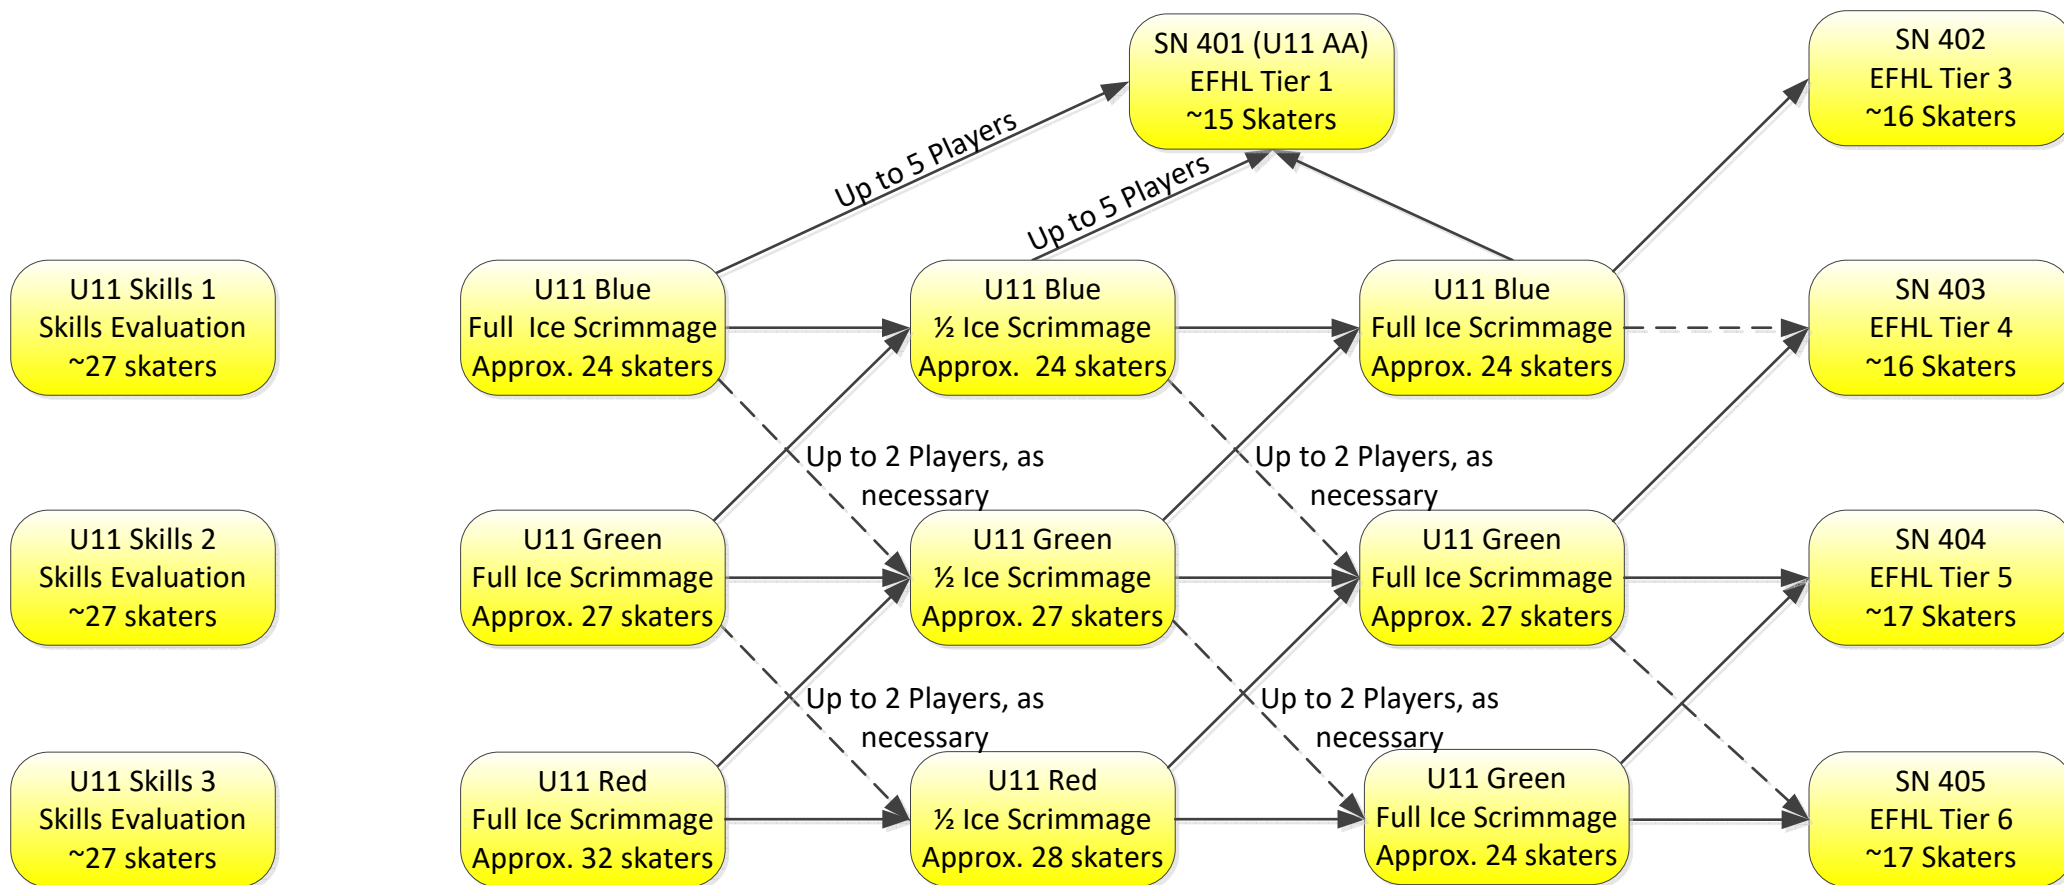 SN 401 (U11 AA)
EFHL Tier 1
~15 Skaters
SN 402
EFHL Tier 3
~16 Skaters
Up to 5 Players
Up to 5 Players
U11 Skills 1
Skills Evaluation
~27 skaters
U11 Blue
Full Ice Scrimmage
Approx. 24 skaters
U11 Blue
½ Ice Scrimmage
Approx. 24 skaters
U11 Blue
Full Ice Scrimmage
Approx. 24 skaters
SN 403
EFHL Tier 4
~16 Skaters
Up to 2 Players, as
necessary
Up to 2 Players, as
necessary
U11 Skills 2
Skills Evaluation
~27 skaters
U11 Green
Full Ice Scrimmage
Approx. 27 skaters
U11 Green
½ Ice Scrimmage
Approx. 27 skaters
U11 Green
Full Ice Scrimmage
Approx. 27 skaters
SN 404
EFHL Tier 5
~17 Skaters
Up to 2 Players, as
necessary
Up to 2 Players, as
necessary
U11 Skills 3
Skills Evaluation
~27 skaters
U11 Red
Full Ice Scrimmage
Approx. 32 skaters
U11 Red
½ Ice Scrimmage
Approx. 28 skaters
U11 Green
Full Ice Scrimmage
Approx. 24 skaters
SN 405
EFHL Tier 6
~17 Skaters